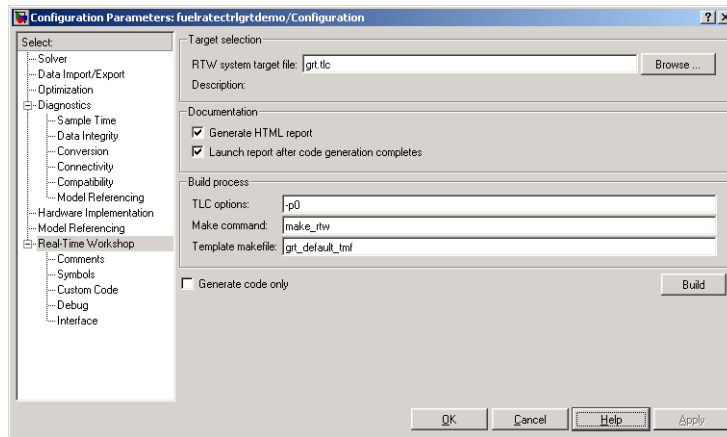 Configuration Parameters: fuelratectrlgrtdemo/Configuration
Select:
Solver
Data Import/Export
Optimization
Diagnostics
Sample Time
Data Integrity
Conversion
Connectivity
Compatibility
Model Referencing
Hardware Implementation
Model Referencing
Real-Time Workshop
Comments
Symbols
Custom Code
Debug
Interface
Target selection
RTW system target file: grt.tlc Browse ...
Description:
Documentation
Generate HTML report
Launch report after code generation completes
Build process
TLC options: -p0
Make command: make_rtw
Template makefile: grt_default_tmf
Generate code only Build
OK Cancel Help Apply